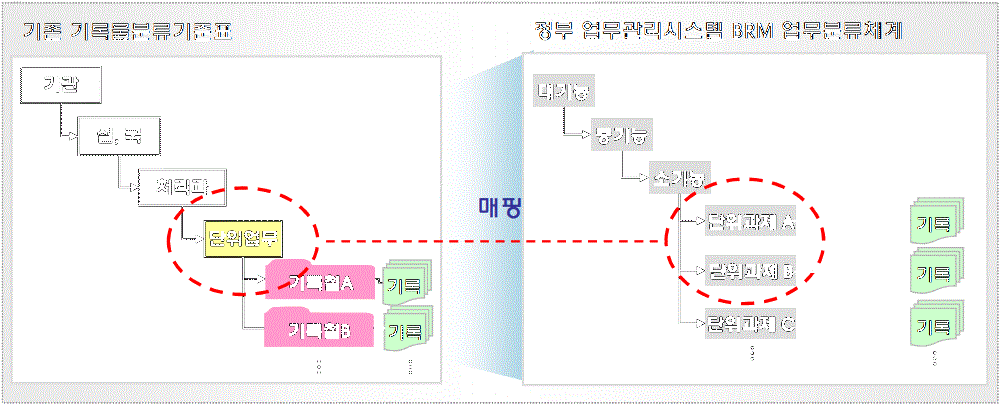 기존 기록물분류기준표
정부 업무관리시스템 BRM 업무분류체계
기관
실, 국
처리과
단위업무
기록철A
기록
기록철B
기록
매핑
대기능
중기능
소기능
단위과제 A
기록
단위과제 B
기록
단위과제 C
기록